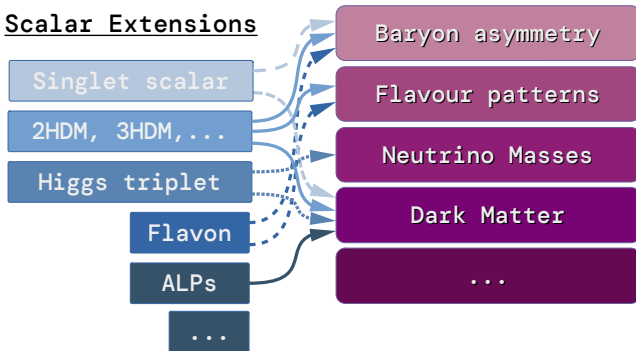 Scalar Extensions
Singlet scalar
2HDM, 3HDM,...
Higgs triplet
Flavon
ALPs
...
Baryon asymmetry
Flavour patterns
Neutrino Masses
Dark Matter
...